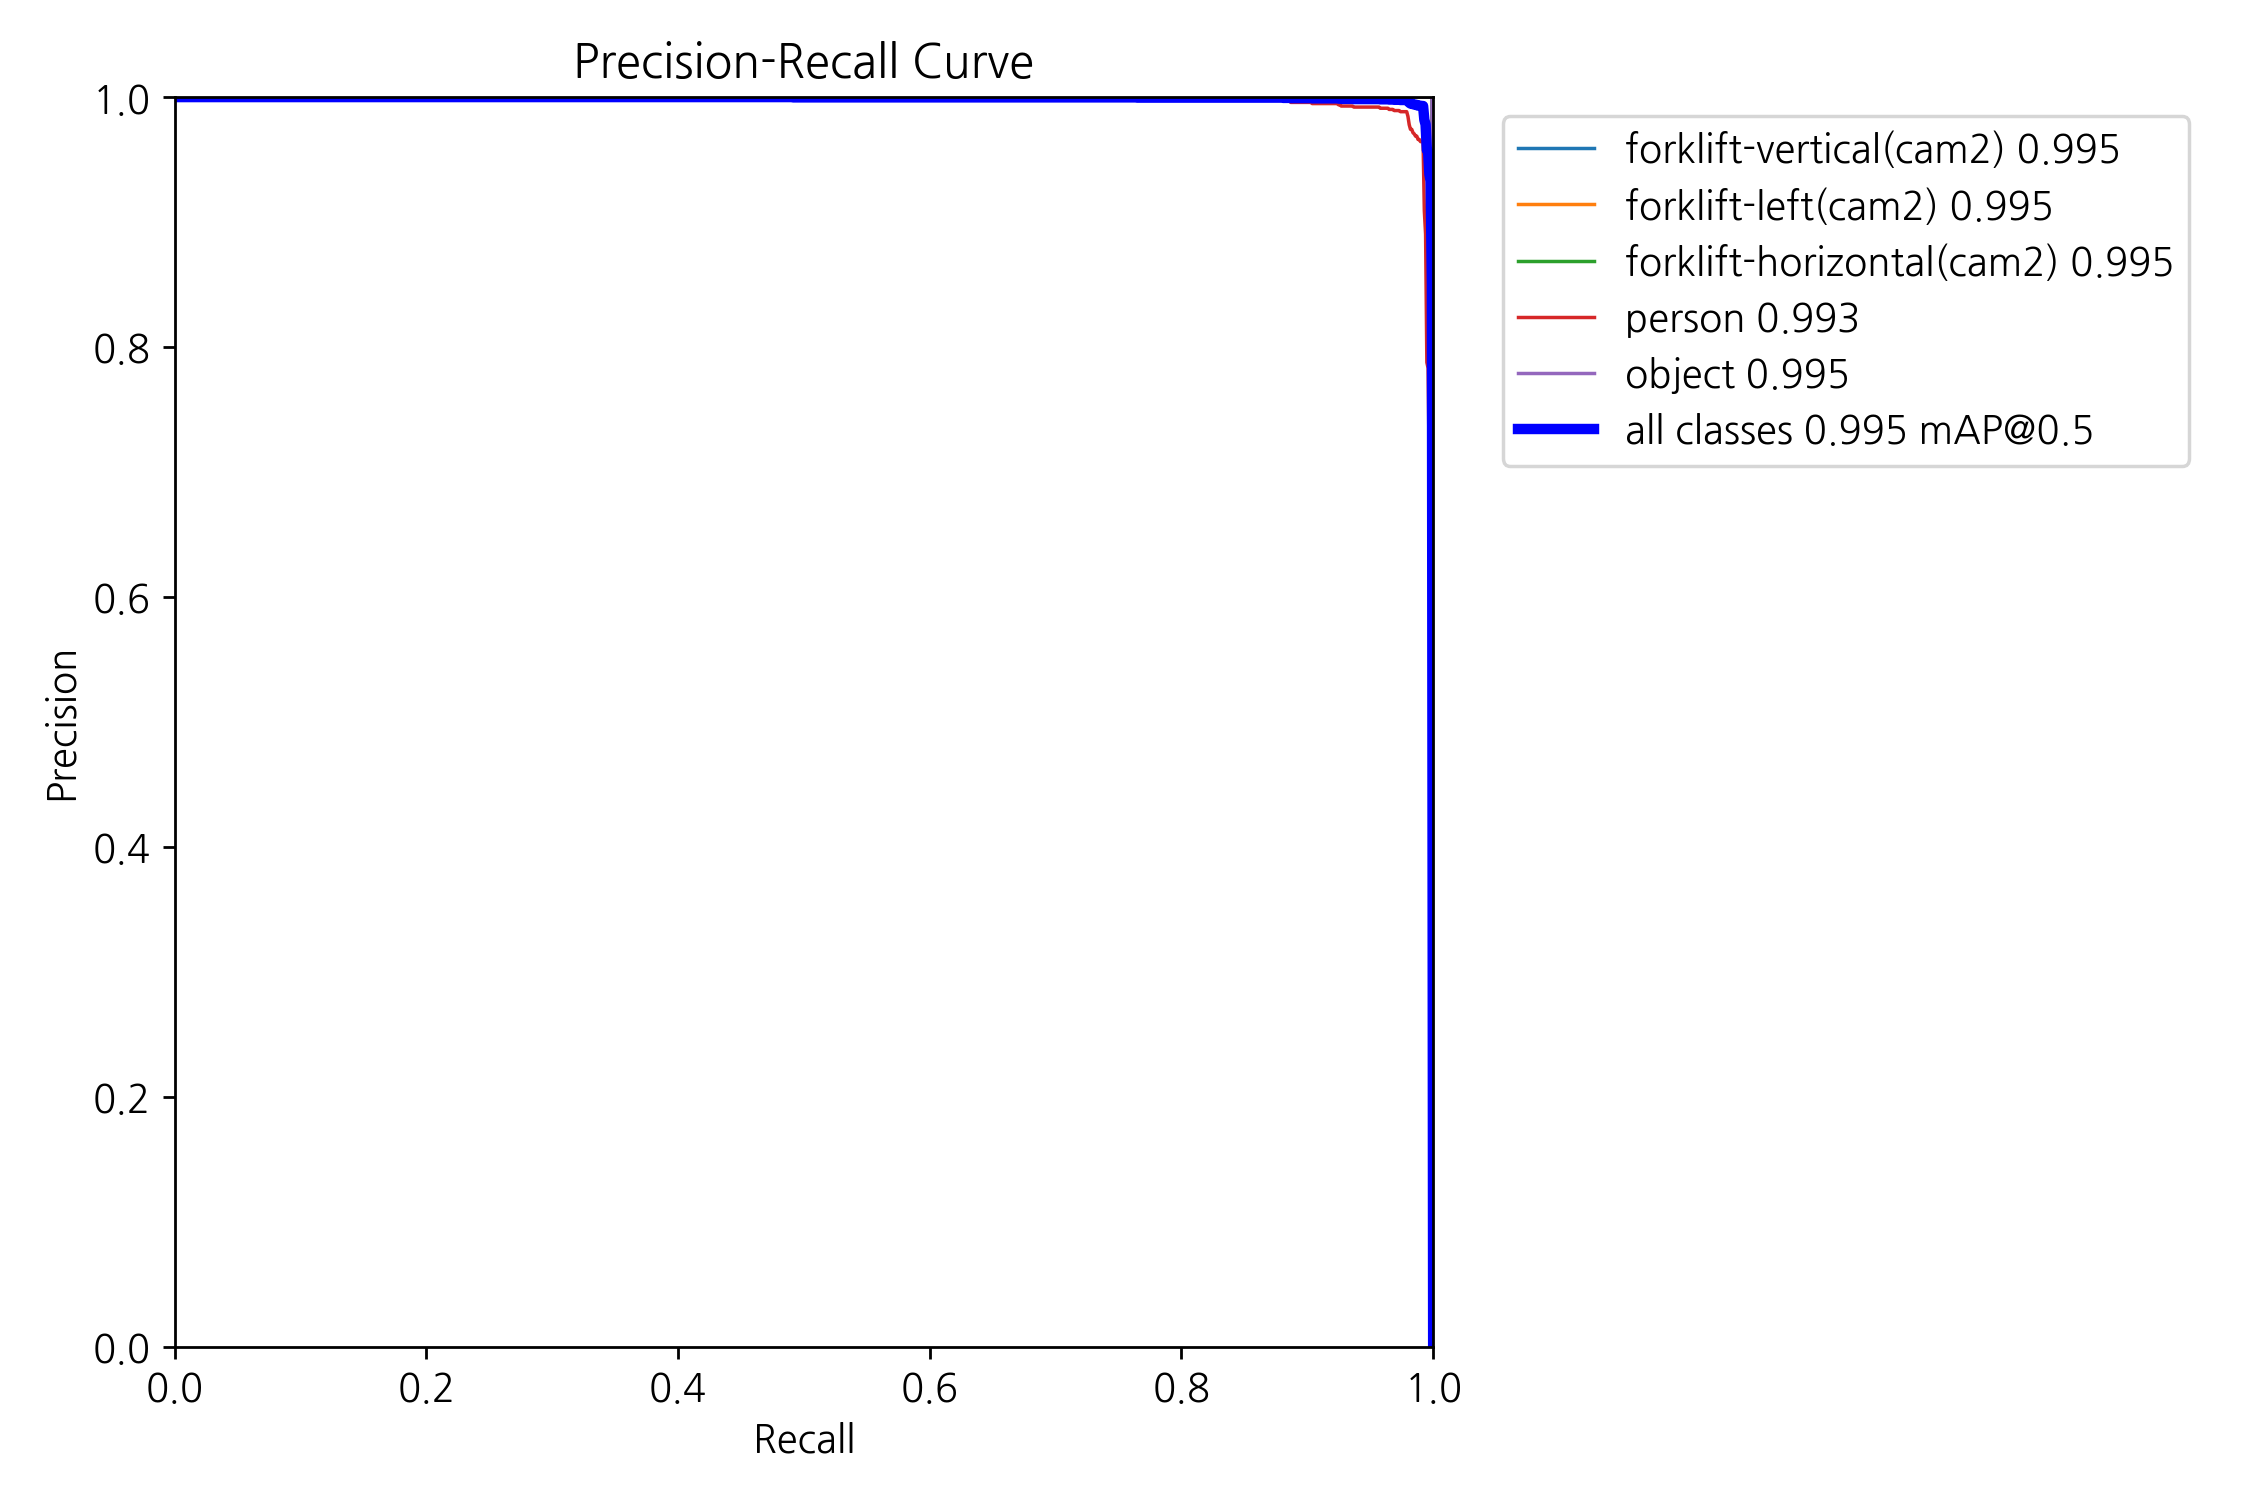 Precision-Recall Curve
1.0
0.8
0.6
0.4
0.2
0.0
Precision
0.0 0.2 0.4 0.6 0.8 1.0
Recall
forklift-vertical(cam2) 0.995
forklift-left(cam2) 0.995
forklift-horizontal(cam2) 0.995
person 0.993
object 0.995
all classes 0.995 mAP@0.5